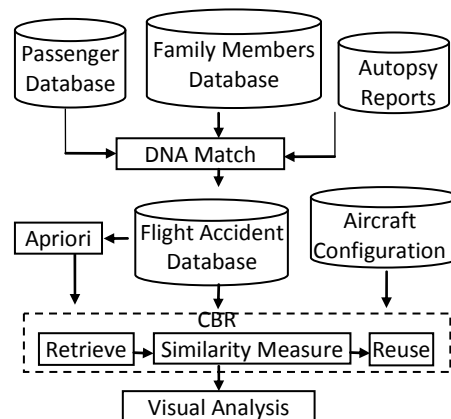 Passenger
Database
Family Members
Database
Autopsy
Reports
DNA Match
Apriori
Flight Accident
Database
Aircraft
Configuration
CBR
Retrieve
Similarity Measure
Reuse
Visual Analysis